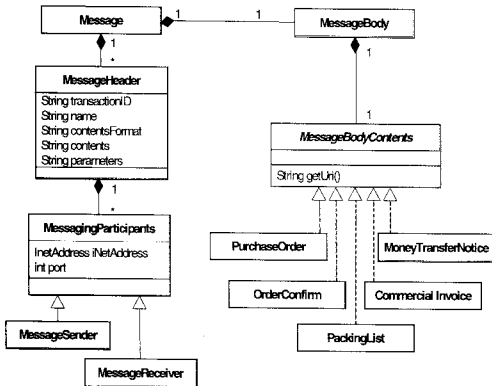 Message
1
1
MessageBody
1
*
1
1
MessageHeader
String transactionID
String name
String contentsFormat
String contents
String parameters
MessageBodyContents
String getUri()
1
*
MessagingParticipants
InetAddress iNetAddress
int port
PurchaseOrder
MoneyTransferNotice
OrderConfirm
Commercial Invoice
MessageSender
PackingList
MessageReceiver